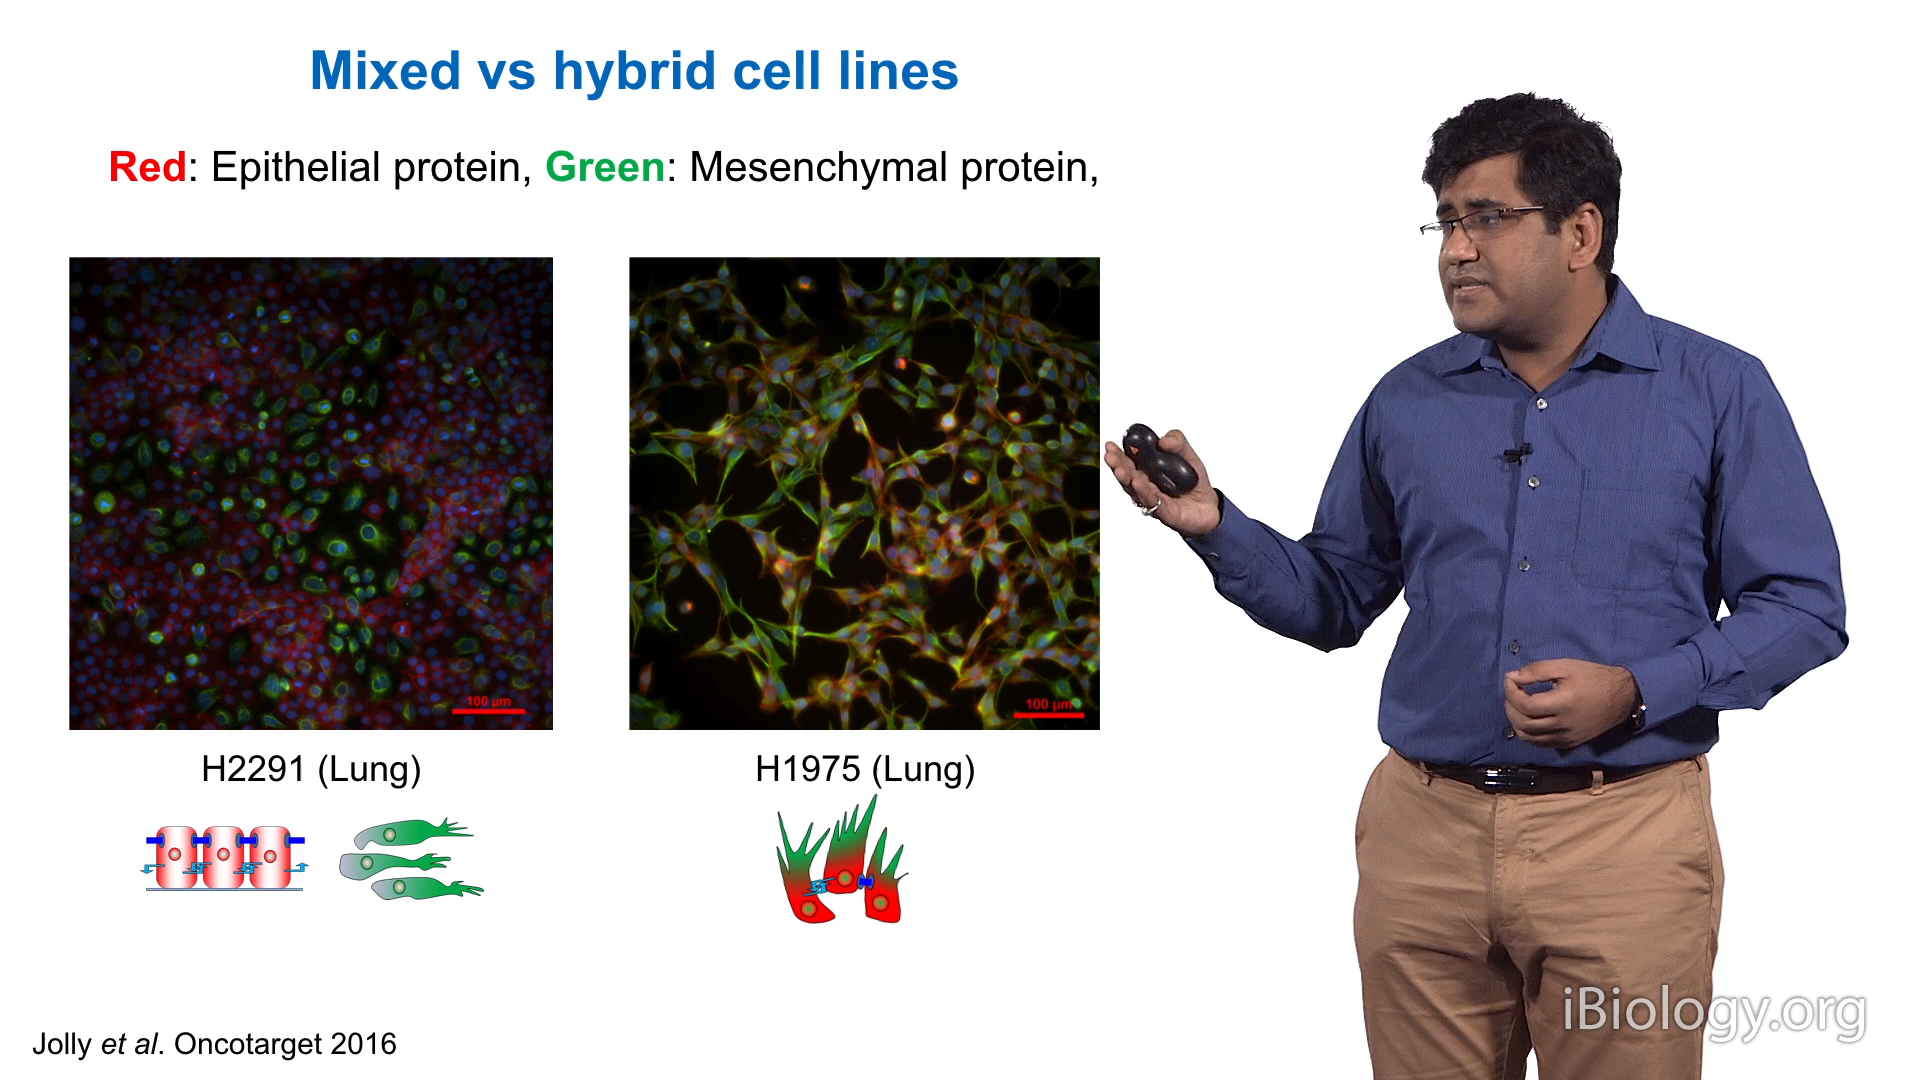 Mixed vs hybrid cell lines
Red: Epithelial protein, Green: Mesenchymal protein,
100 µm
100 µm
H2291 (Lung)
H1975 (Lung)
Jolly et al. Oncotarget 2016
iBiology.org